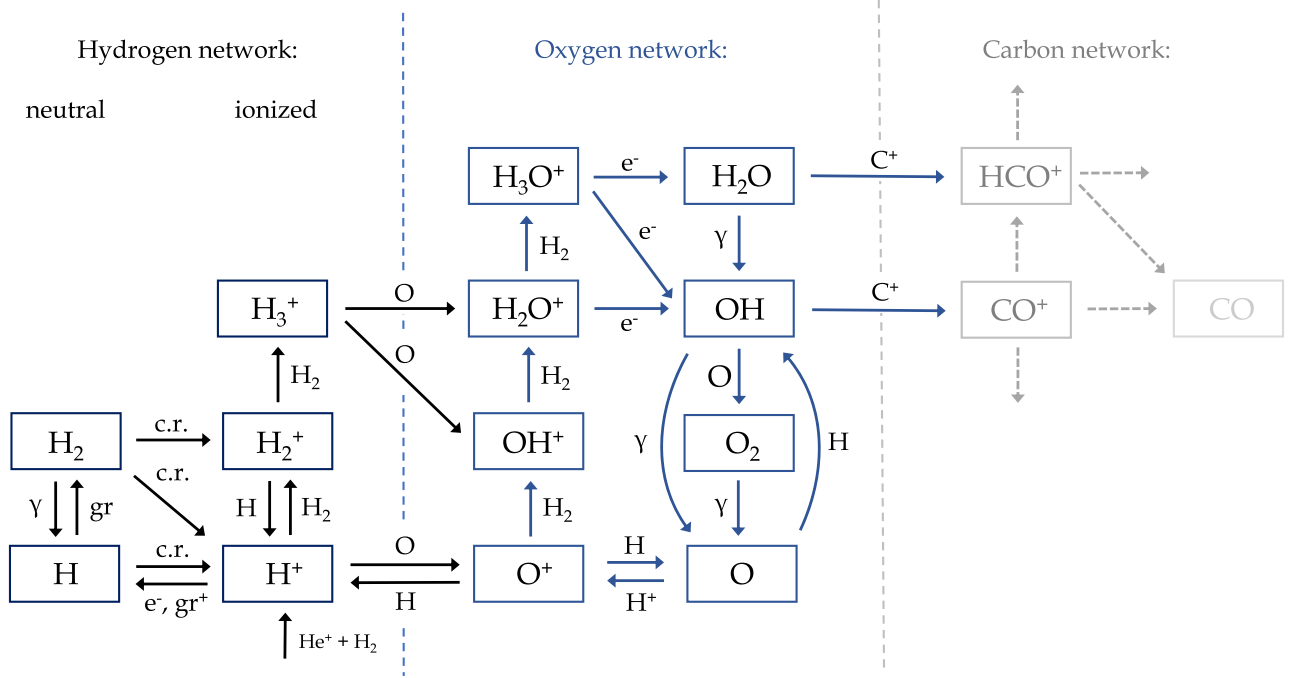 Hydrogen network:
Oxygen network:
Carbon network:
neutral
ionized
H₃O⁺
e⁻
H₂O
C⁺
HCO⁺
γ
e⁻
H₂
H₃⁺
O
H₂O⁺
e⁻
OH
C⁺
CO⁺
CO
O
H₂
H₂
O
H₂
c.r.
H₂⁺
OH⁺
γ
O₂
H
c.r.
γ
gr
H
H₂
H₂
γ
H
c.r.
H⁺
O
O⁺
H
O
e⁻, gr⁺
H
H⁺
He⁺ + H₂